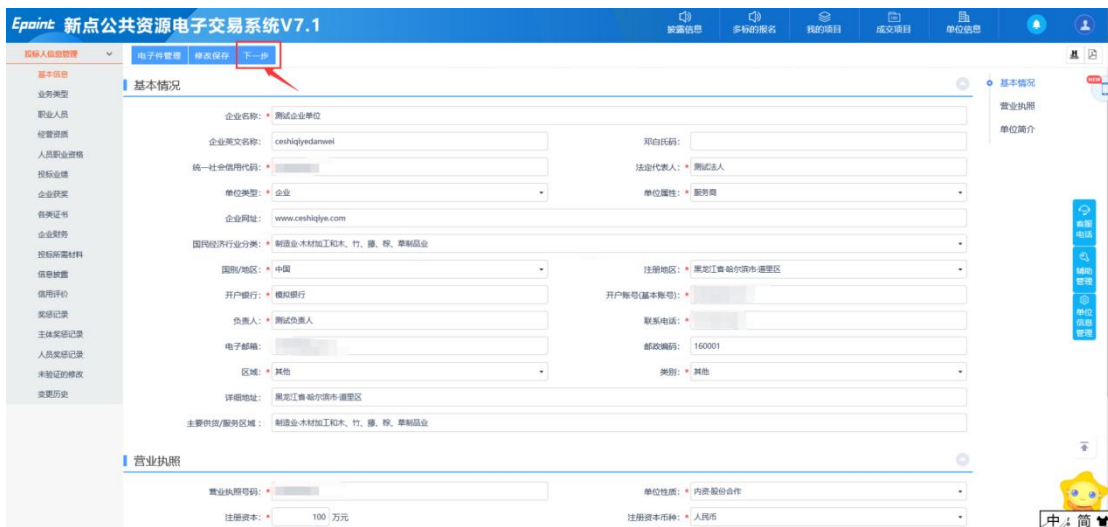 Epoint 新点公共资源电子交易系统V7.1
披露信息 多标的报名 我的项目 成交项目 单位信息
投标人信息管理
基本信息
业务类型
职业人员
经营资质
人员职业资格
投标业绩
企业获奖
各类证书
企业财务
投标所需材料
信息披露
信用评价
奖惩记录
主体奖惩记录
人员奖惩记录
未验证的修改
变更历史
电子件管理 修改保存 下一步
基本情况
企业名称: * 测试企业单位
企业英文名称: ceshiqiyedanwei 邓白氏码:
统一社会信用代码: * 法定代表人: * 测试法人
单位类型: * 企业 单位属性: * 服务商
企业网址: www.ceshiqiye.com
国民经济行业分类: * 制造业·木材加工和木、竹、藤、棕、草制品业
国别/地区: * 中国 注册地区: * 黑龙江省·哈尔滨市·道里区
开户银行: * 模拟银行 开户账号(基本账号): *
负责人: * 测试负责人 联系电话: *
电子邮箱: 邮政编码: 160001
区域: * 其他 类别: * 其他
详细地址: 黑龙江省·哈尔滨市·道里区
主要供货/服务区域: 制造业·木材加工和木、竹、藤、棕、草制品业
营业执照
营业执照号码: * 单位性质: * 内资·股份合作
注册资本: * 100 万元 注册资本币种: * 人民币
基本情况
营业执照
单位简介
NEW
客服电话
辅助管理
单位信息管理
中 简